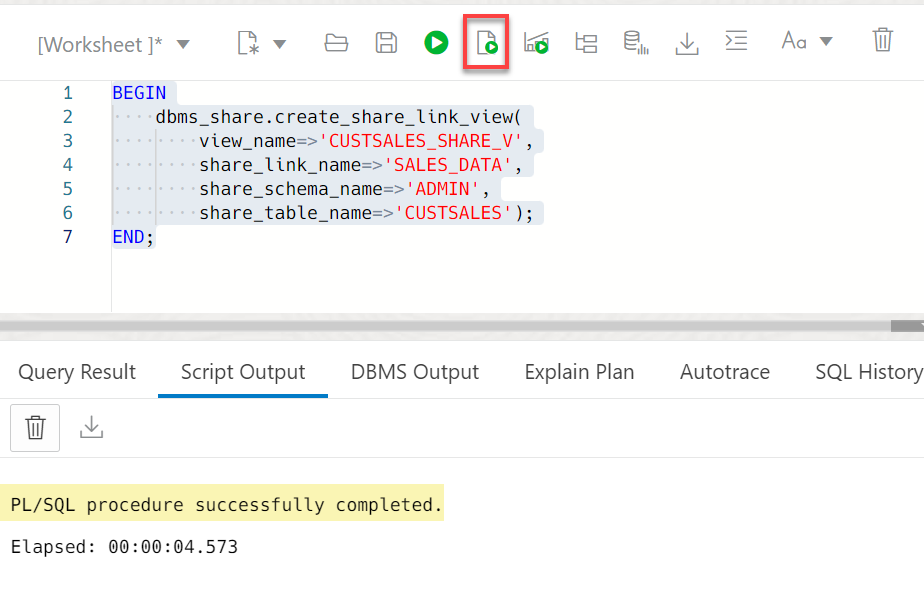 [Worksheet ]*
Aa
1 BEGIN
2 dbms_share.create_share_link_view(
3 view_name=>'CUSTSALES_SHARE_V',
4 share_link_name=>'SALES_DATA',
5 share_schema_name=>'ADMIN',
6 share_table_name=>'CUSTSALES');
7 END;
Query Result Script Output DBMS Output Explain Plan Autotrace SQL History
PL/SQL procedure successfully completed.
Elapsed: 00:00:04.573